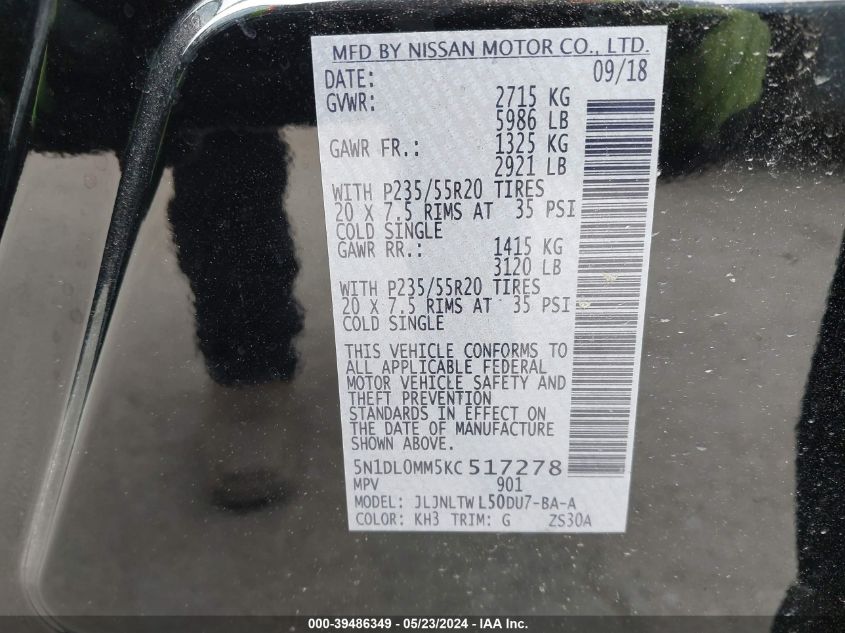 MFD BY NISSAN MOTOR CO., LTD.
DATE: 09/18
GVWR: 2715 KG
5986 LB
GAWR FR.: 1325 KG
2921 LB
WITH P235/55R20 TIRES
20 X 7.5 RIMS AT 35 PSI
COLD SINGLE
GAWR RR.: 1415 KG
3120 LB
WITH P235/55R20 TIRES
20 X 7.5 RIMS AT 35 PSI
COLD SINGLE
THIS VEHICLE CONFORMS TO
ALL APPLICABLE FEDERAL
MOTOR VEHICLE SAFETY AND
THEFT PREVENTION
STANDARDS IN EFFECT ON
THE DATE OF MANUFACTURE
SHOWN ABOVE.
5N1DL0MM5KC517278
MPV 901
MODEL: JLJNLTW L50DU7-BA-A
COLOR: KH3 TRIM: G ZS30A
000-39486349 - 05/23/2024 - IAA Inc.